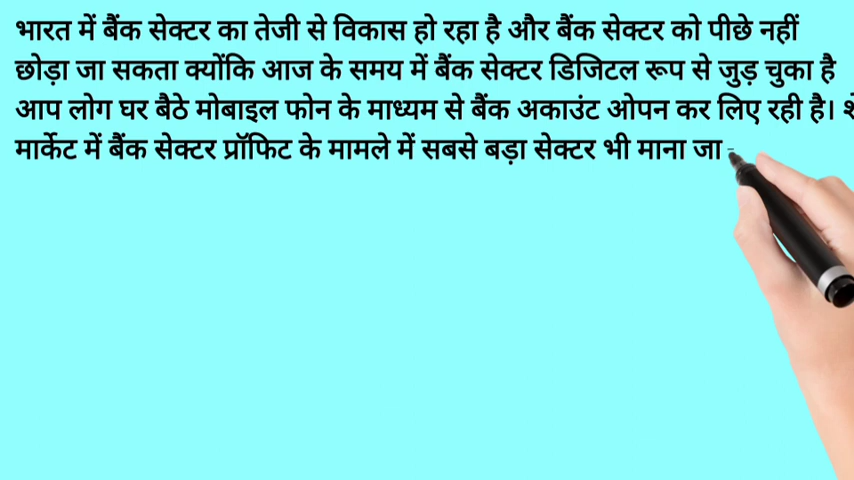 भारत में बैंक सेक्टर का तेजी से विकास हो रहा है और बैंक सेक्टर को पीछे नहीं
छोड़ा जा सकता क्योंकि आज के समय में बैंक सेक्टर डिजिटल रूप से जुड़ चुका है
आप लोग घर बैठे मोबाइल फोन के माध्यम से बैंक अकाउंट ओपन कर लिए रही है।
मार्केट में बैंक सेक्टर प्रॉफिट के मामले में सबसे बड़ा सेक्टर भी माना जा